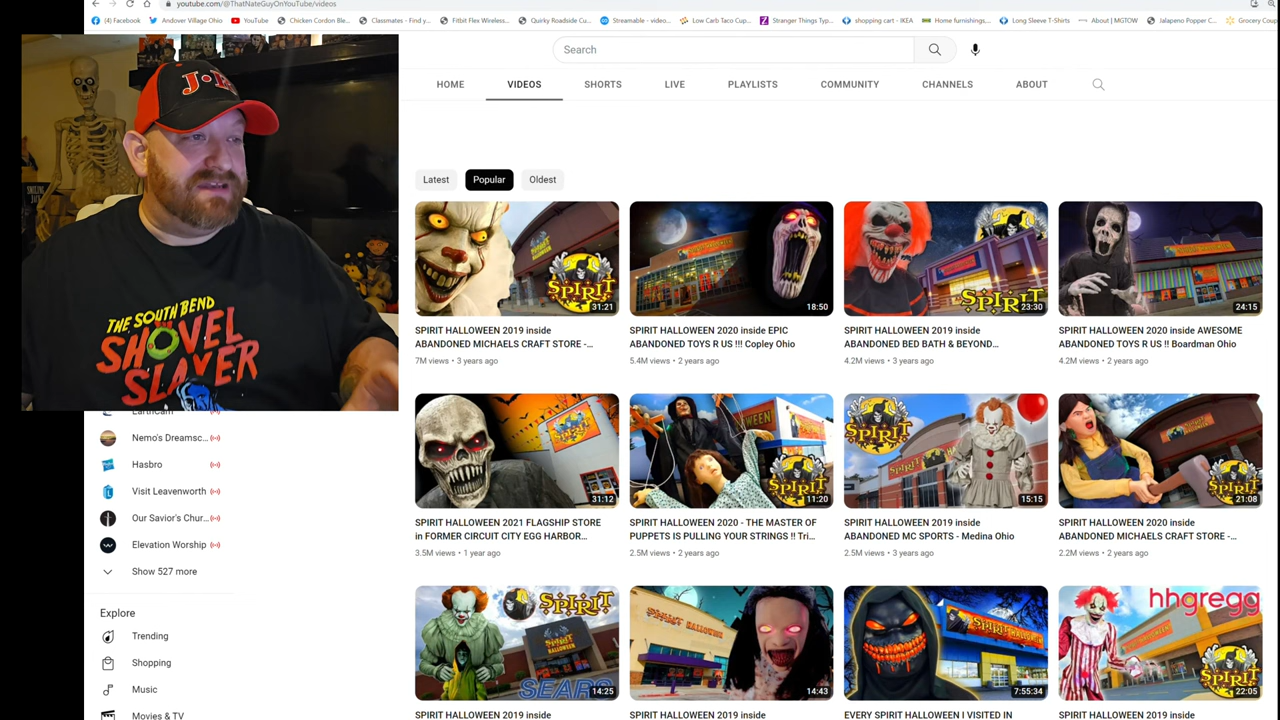 youtube.com/@ThatNateGuyOnYouTube/videos
(4) Facebook
Andover Village Ohio
YouTube
Chicken Cordon Ble...
Classmates - Find y...
Fitbit Flex Wireless...
Quirky Roadside Cu...
Streamable - video...
Low Carb Taco Cup...
Stranger Things Typ...
shopping cart - IKEA
Home furnishings,...
Long Sleeve T-Shirts
About | MGTOW
Jalapeno Popper C...
Grocery Coup
Search
HOME
VIDEOS
SHORTS
LIVE
PLAYLISTS
COMMUNITY
CHANNELS
ABOUT
THE SOUTH BEND
SHOVEL
SLAYER
Latest
Popular
Oldest
SPIRIT
31:21
18:50
SPIRIT
23:30
24:15
SPIRIT HALLOWEEN 2019 inside
ABANDONED MICHAELS CRAFT STORE -...
7M views • 3 years ago
SPIRIT HALLOWEEN 2020 inside EPIC
ABANDONED TOYS R US !!! Copley Ohio
5.4M views • 2 years ago
SPIRIT HALLOWEEN 2019 inside
ABANDONED BED BATH & BEYOND...
4.2M views • 3 years ago
SPIRIT HALLOWEEN 2020 inside AWESOME
ABANDONED TOYS R US !! Boardman Ohio
4.2M views • 2 years ago
EarthCam
Nemo's Dreamsc...
Hasbro
Visit Leavenworth
Our Savior's Chur...
Elevation Worship
Show 527 more
31:12
SPIRIT
11:20
SPIRIT
15:15
SPIRIT
21:08
SPIRIT HALLOWEEN 2021 FLAGSHIP STORE
in FORMER CIRCUIT CITY EGG HARBOR...
3.5M views • 1 year ago
SPIRIT HALLOWEEN 2020 - THE MASTER OF
PUPPETS IS PULLING YOUR STRINGS !! Tri...
2.5M views • 2 years ago
SPIRIT HALLOWEEN 2019 inside
ABANDONED MC SPORTS - Medina Ohio
2.5M views • 3 years ago
SPIRIT HALLOWEEN 2020 inside
ABANDONED MICHAELS CRAFT STORE -...
2.2M views • 2 years ago
Explore
Trending
Shopping
Music
Movies & TV
SPIRIT
SEARS
14:25
14:43
7:55:34
hhgregg
SPIRIT
22:05
SPIRIT HALLOWEEN 2019 inside
SPIRIT HALLOWEEN 2019 inside
EVERY SPIRIT HALLOWEEN I VISITED IN
SPIRIT HALLOWEEN 2019 inside